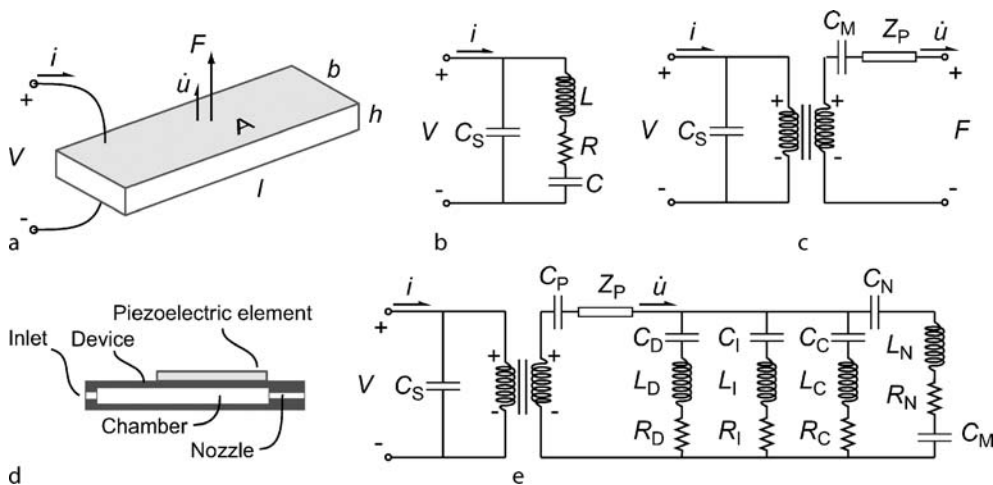 i
+
V
-
u̇
F
A
b
h
l
a
i
+
V
-
C_S
L
R
C
b
i
+
V
-
C_S
+
-
+
-
C_M
Z_P
u̇
+
F
-
c
Inlet
Device
Piezoelectric element
Chamber
Nozzle
d
i
+
V
-
C_S
+
-
+
-
C_P
Z_P
u̇
C_D
L_D
R_D
C_I
L_I
R_I
C_C
L_C
R_C
C_N
L_N
R_N
C_M
e